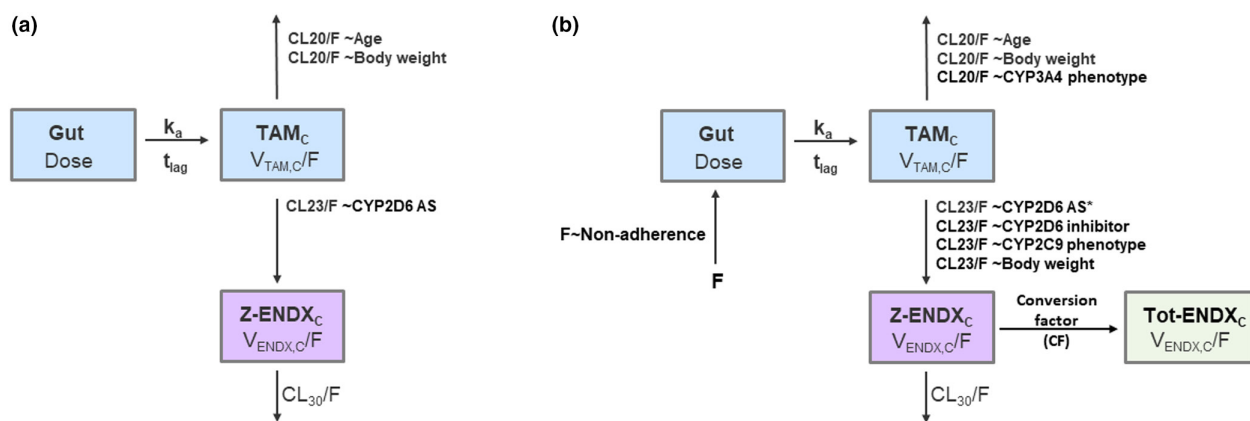 (a)
CL20/F ~Age
CL20/F ~Body weight
Gut
Dose
ka
tlag
TAMC
VTAM,C/F
CL23/F ~CYP2D6 AS
Z-ENDXC
VENDX,C/F
CL30/F
(b)
CL20/F ~Age
CL20/F ~Body weight
CL20/F ~CYP3A4 phenotype
Gut
Dose
ka
tlag
TAMC
VTAM,C/F
F~Non-adherence
F
CL23/F ~CYP2D6 AS*
CL23/F ~CYP2D6 inhibitor
CL23/F ~CYP2C9 phenotype
CL23/F ~Body weight
Z-ENDXC
VENDX,C/F
Conversion
factor
(CF)
Tot-ENDXC
VENDX,C/F
CL30/F